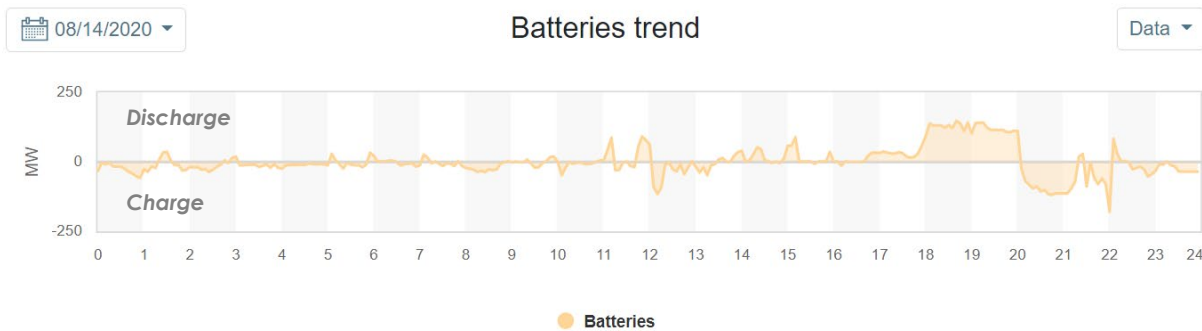 08/14/2020
Batteries trend
Data
250
Discharge
MW
0
Charge
-250
0 1 2 3 4 5 6 7 8 9 10 11 12 13 14 15 16 17 18 19 20 21 22 23 24
Batteries